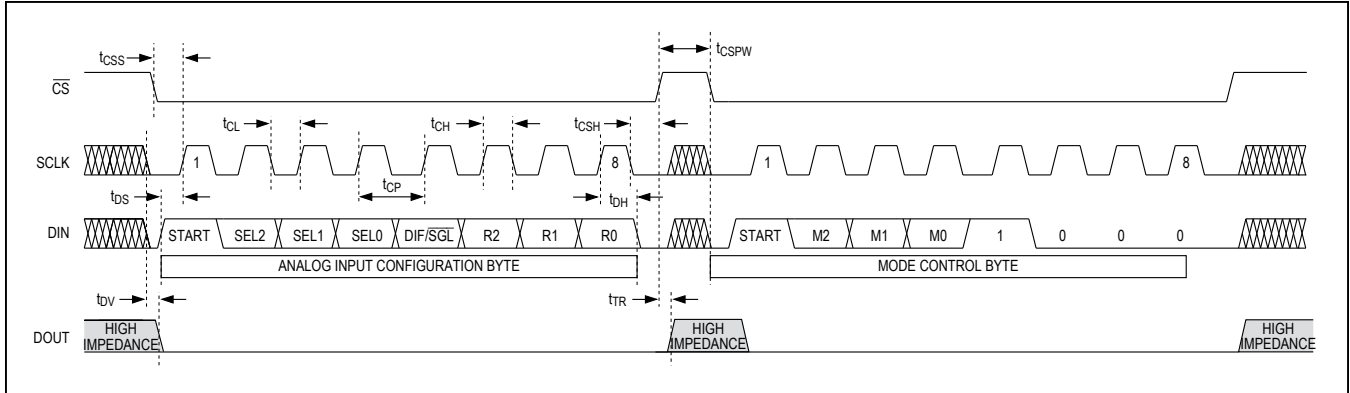 tCSS tCSPW
CS
tCL tCH tCSH
SCLK 1 8 1 8
tCP
tDS tDH
DIN START SEL2 SEL1 SEL0 DIF/SGL R2 R1 R0 START M2 M1 M0 1 0 0 0
ANALOG INPUT CONFIGURATION BYTE MODE CONTROL BYTE
tDV tTR
DOUT HIGH IMPEDANCE HIGH IMPEDANCE HIGH IMPEDANCE